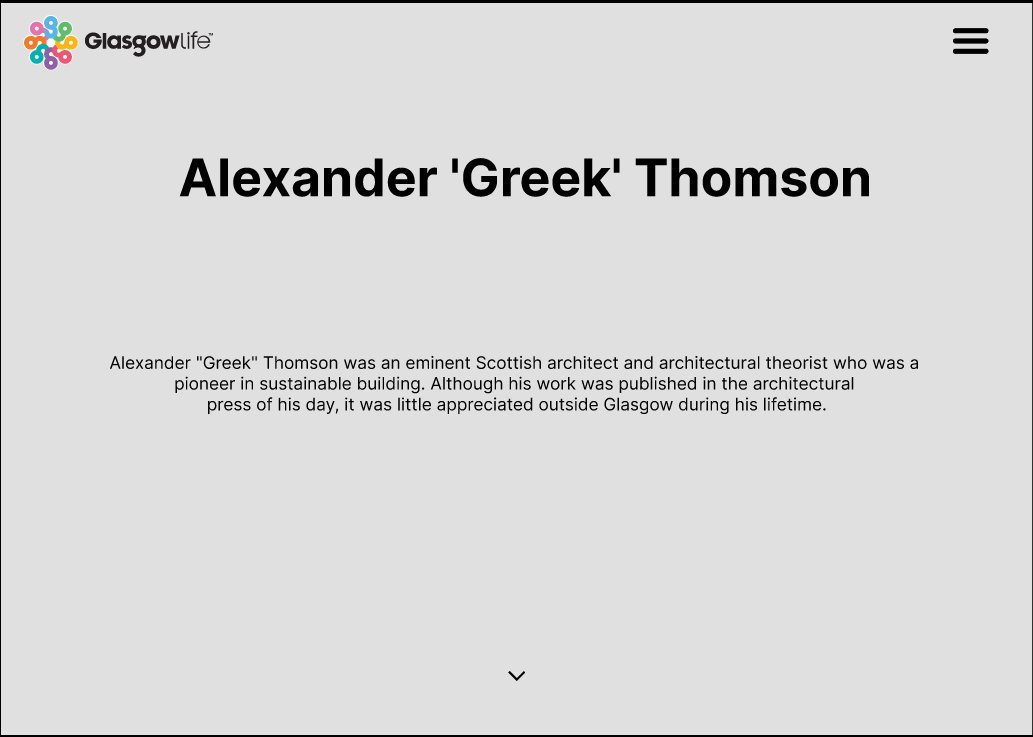 Glasgowlife™
Alexander 'Greek' Thomson
Alexander "Greek" Thomson was an eminent Scottish architect and architectural theorist who was a
pioneer in sustainable building. Although his work was published in the architectural
press of his day, it was little appreciated outside Glasgow during his lifetime.